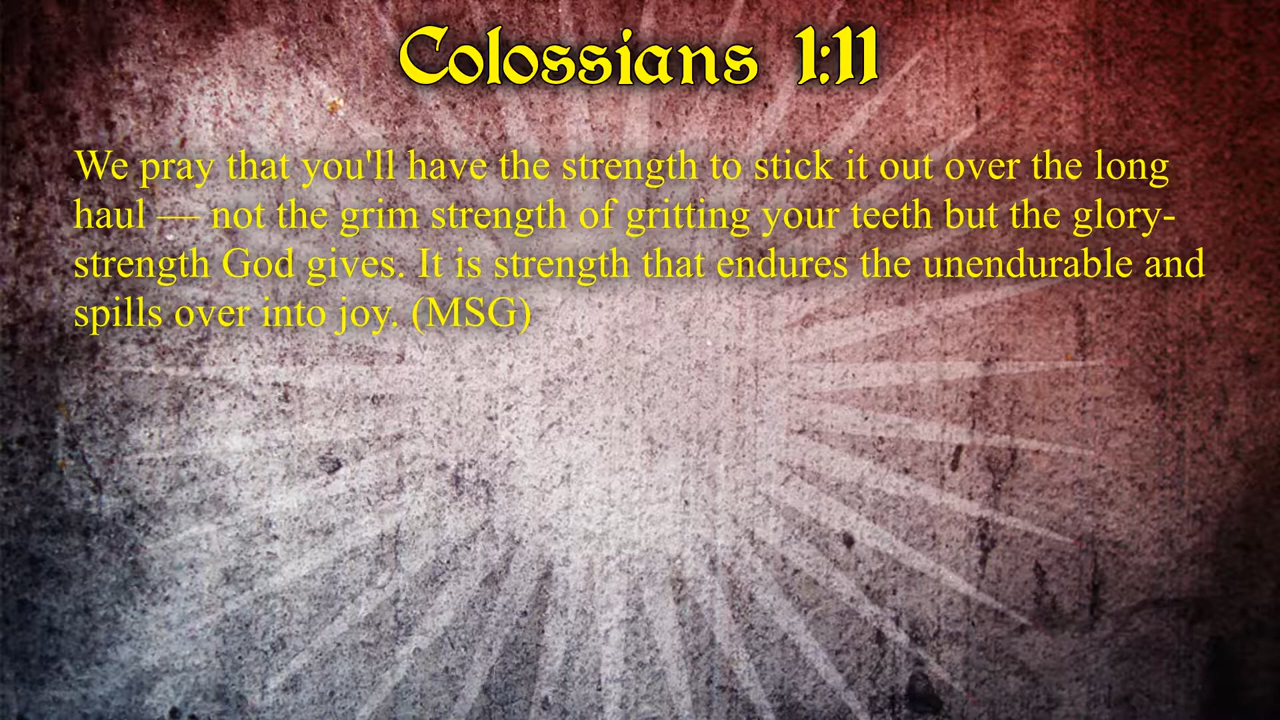 Colossians 1:11
We pray that you'll have the strength to stick it out over the long
haul — not the grim strength of gritting your teeth but the glory-
strength God gives. It is strength that endures the unendurable and
spills over into joy. (MSG)